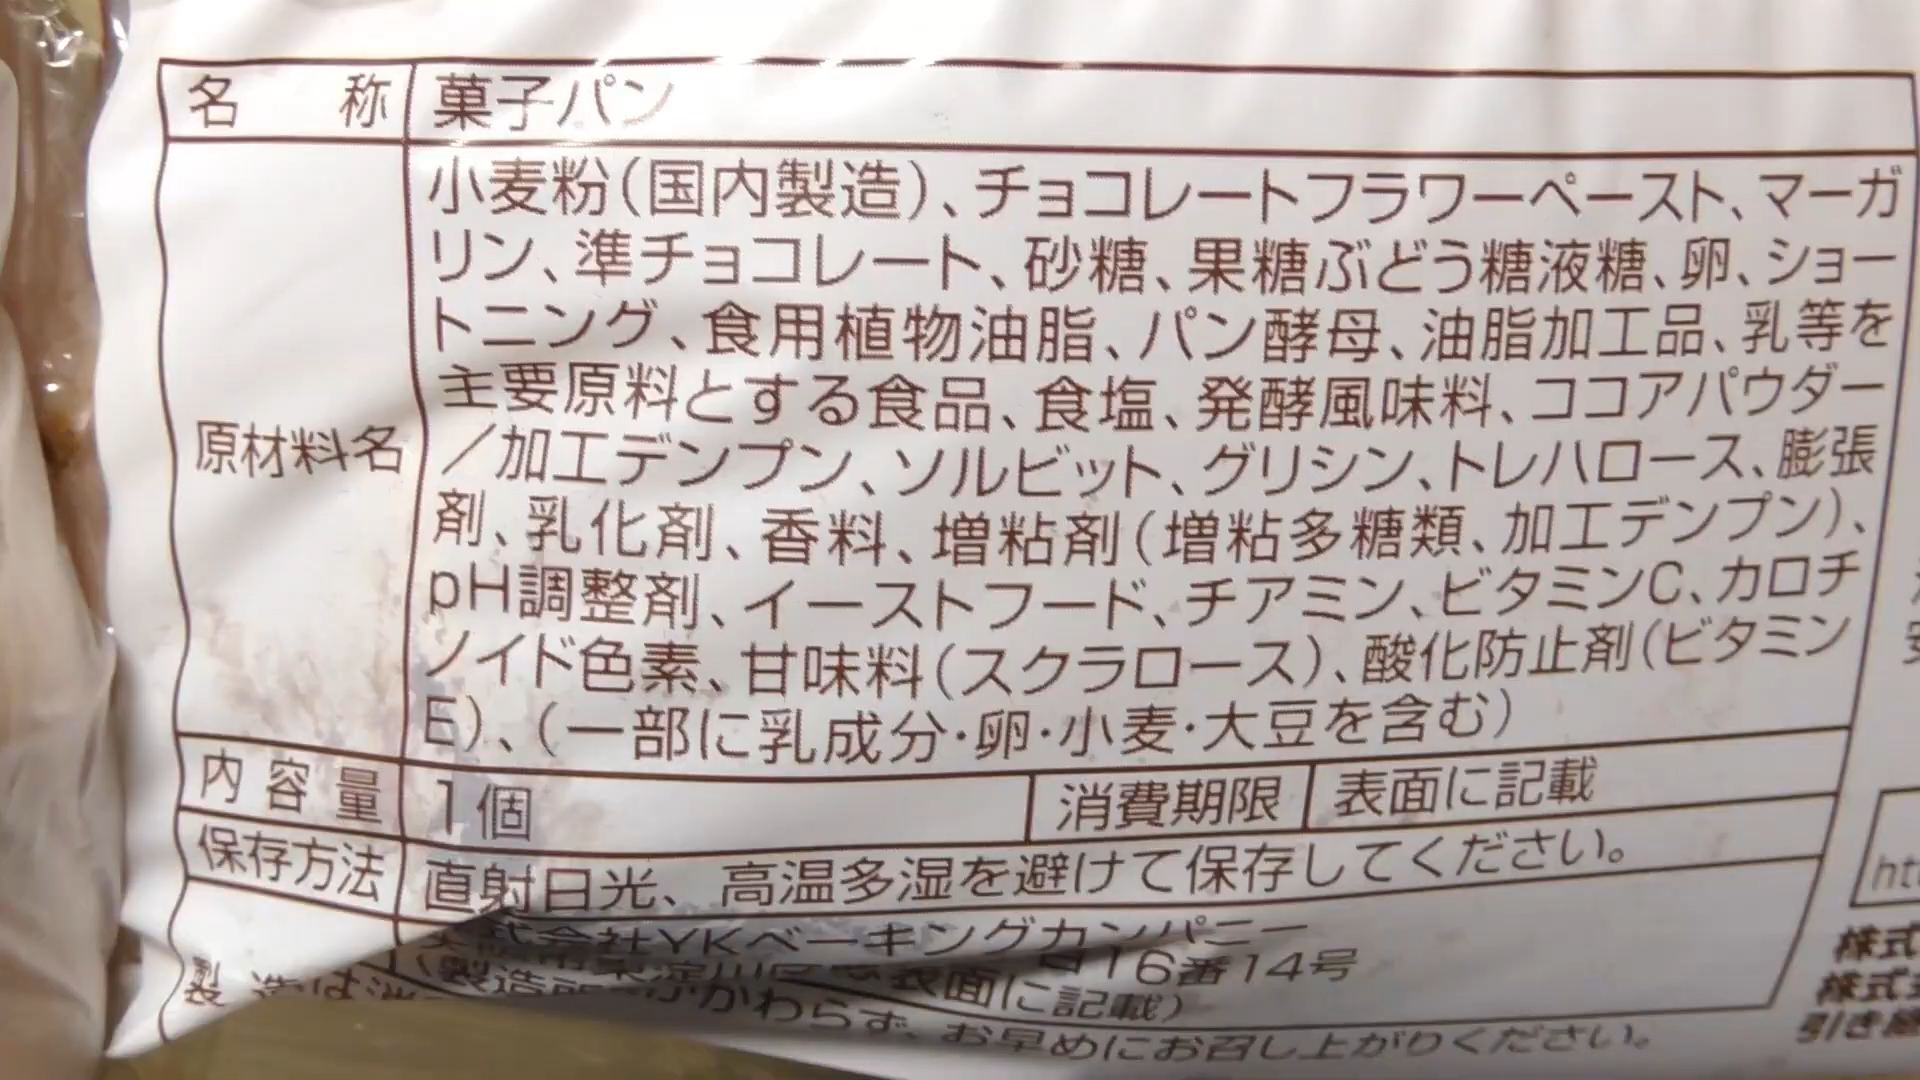 名称 菓子パン
原材料名
小麦粉(国内製造)、チョコレートフラワーペースト、マーガ
リン、準チョコレート、砂糖、果糖ぶどう糖液糖、卵、ショー
トニング、食用植物油脂、パン酵母、油脂加工品、乳等を
主要原料とする食品、食塩、発酵風味料、ココアパウダー
/加工デンプン、ソルビット、グリシン、トレハロース、膨張
剤、乳化剤、香料、増粘剤(増粘多糖類、加工デンプン)、
pH調整剤、イーストフード、チアミン、ビタミンC、カロチ
ノイド色素、甘味料(スクラロース)、酸化防止剤(ビタミン
E)、(一部に乳成分・卵・小麦・大豆を含む)
内容量 1個 消費期限 表面に記載
保存方法 直射日光、高温多湿を避けて保存してください。
式会社YKベーキングカンパニー
16番14号
表面に記載)
かかわらず、お早めにお召し上がりください。
株式
株式
引き